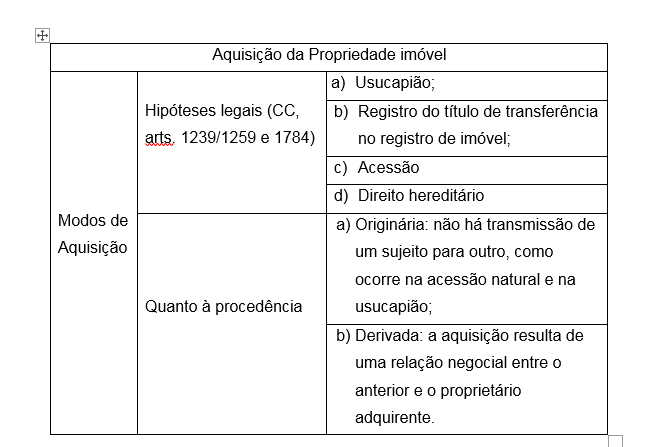 Aquisição da Propriedade imóvel
Modos de
Aquisição
Hipóteses legais (CC,
arts. 1239/1259 e 1784)
a) Usucapião;
b) Registro do título de transferência
no registro de imóvel;
c) Acessão
d) Direito hereditário
Quanto à procedência
a) Originária: não há transmissão de
um sujeito para outro, como
ocorre na acessão natural e na
usucapião;
b) Derivada: a aquisição resulta de
uma relação negocial entre o
anterior e o proprietário
adquirente.